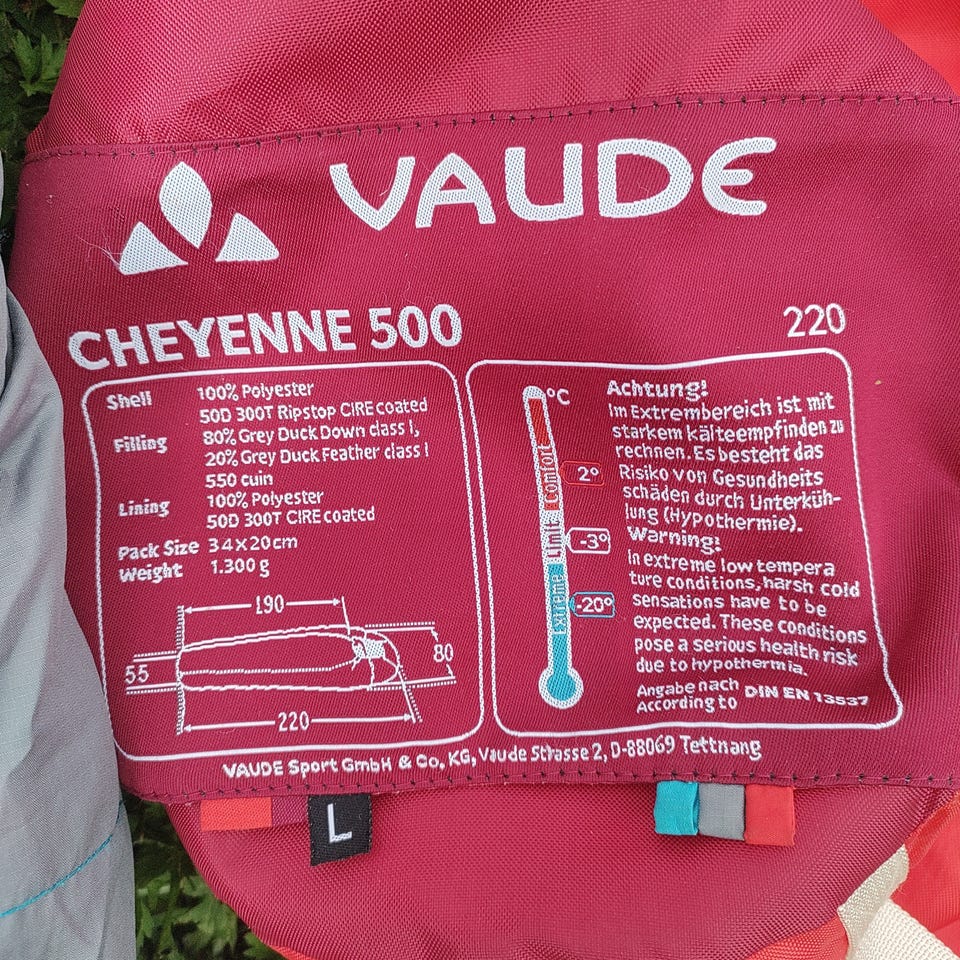 VAUDE
CHEYENNE 500
220
Shell 100% Polyester
50D 300T Ripstop CIRE coated
Filling 80% Grey Duck Down class I,
20% Grey Duck Feather class I
550 cuin
Lining 100% Polyester
50D 300T CIRE coated
Pack Size 34x20cm
Weight 1.300 g
190
55
80
220
°C
Comfort
2°
Limit
-3°
Extreme
-20°
Achtung!
Im Extrembereich ist mit
starkem kälteempfinden zu
rechnen. Es besteht das
Risiko von Gesundheits
schäden durch Unterküh-
lung (Hypothermie).
Warning!
In extreme low tempera
ture conditions, harsh cold
sensations have to be
expected. These conditions
pose a serious health risk
due to hypothermia.
Angabe nach
According to DIN EN 13537
VAUDE Sport GmbH & Co. KG, Vaude Strasse 2, D-88069 Tettnang
L